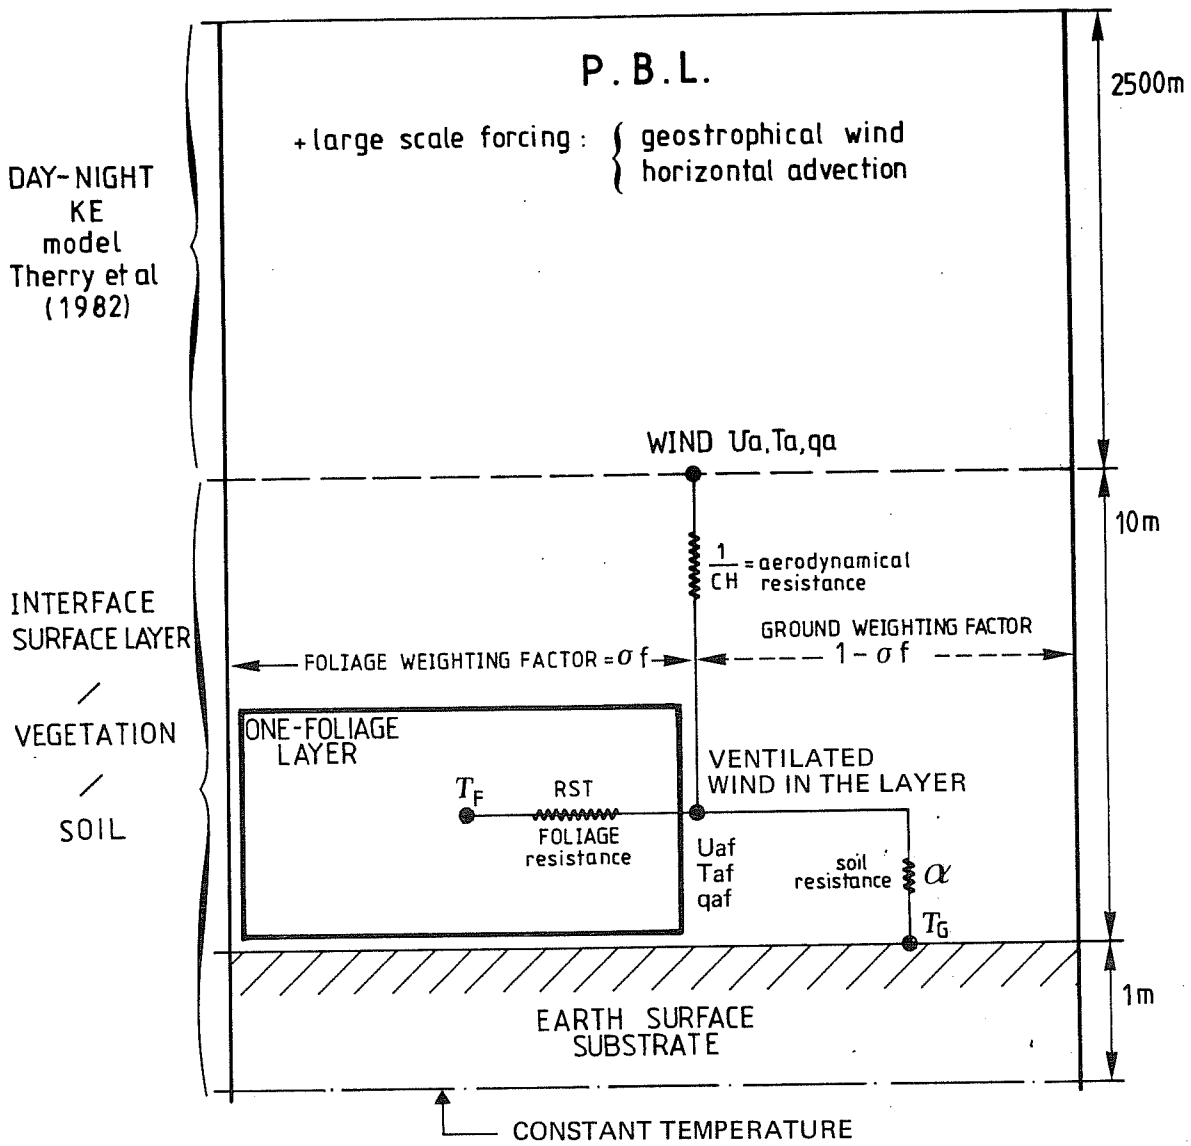 P.B.L.
2500m
+ large scale forcing : { geostrophical wind
horizontal advection
DAY-NIGHT
KE
model
Therry et al
(1982)
WIND Ua,Ta,qa
10m
1/CH = aerodynamical
resistance
INTERFACE
SURFACE LAYER
/
VEGETATION
/
SOIL
GROUND WEIGHTING FACTOR
1 - σf
FOLIAGE WEIGHTING FACTOR = σf
ONE-FOLIAGE
LAYER
VENTILATED
WIND IN THE LAYER
TF
RST
FOLIAGE
resistance
Uaf
Taf
qaf
soil
resistance
α
TG
1m
EARTH SURFACE
SUBSTRATE
CONSTANT TEMPERATURE